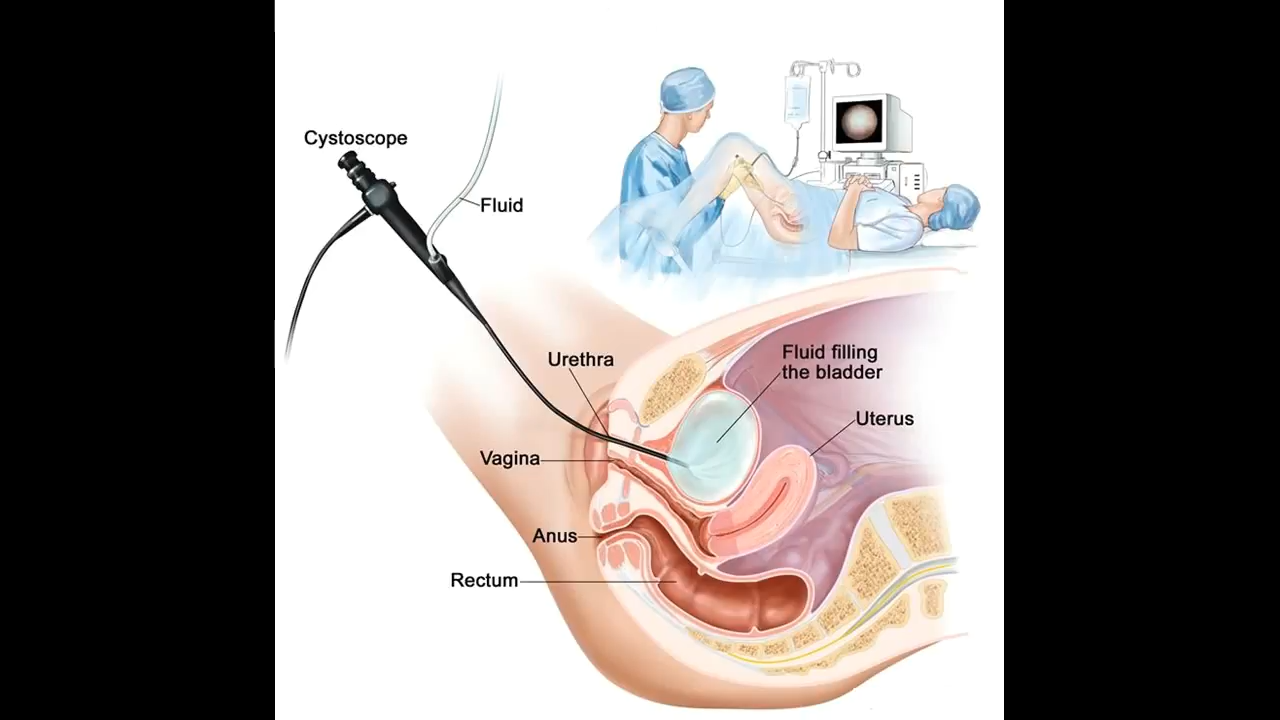 Cystoscope
Fluid
Urethra
Fluid filling
the bladder
Uterus
Vagina
Anus
Rectum